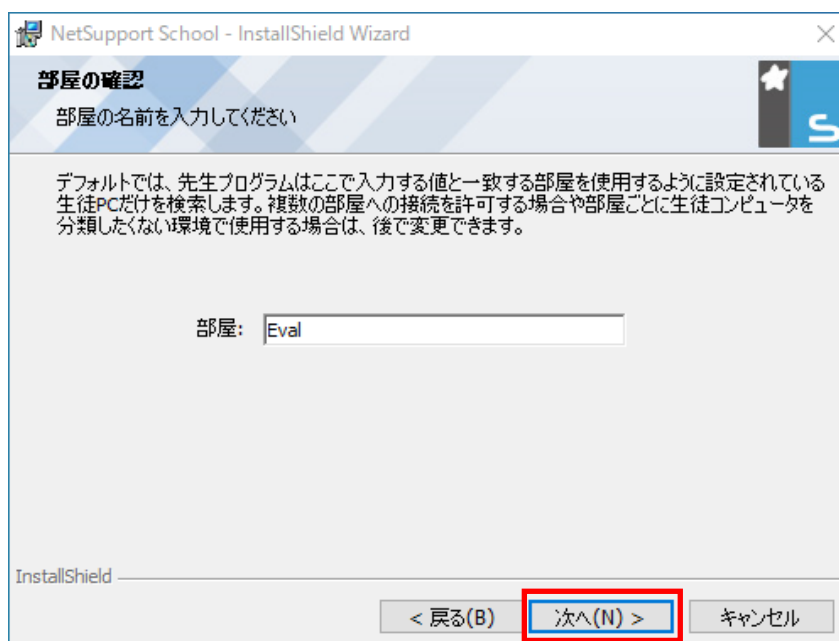 NetSupport School - InstallShield Wizard
部屋の確認
部屋の名前を入力してください
S
デフォルトでは、先生プログラムはここで入力する値と一致する部屋を使用するように設定されている
生徒PCだけを検索します。複数の部屋への接続を許可する場合や部屋ごとに生徒コンピュータを
分類したくない環境で使用する場合は、後で変更できます。
部屋: Eval
InstallShield
< 戻る(B) 次へ(N) > キャンセル